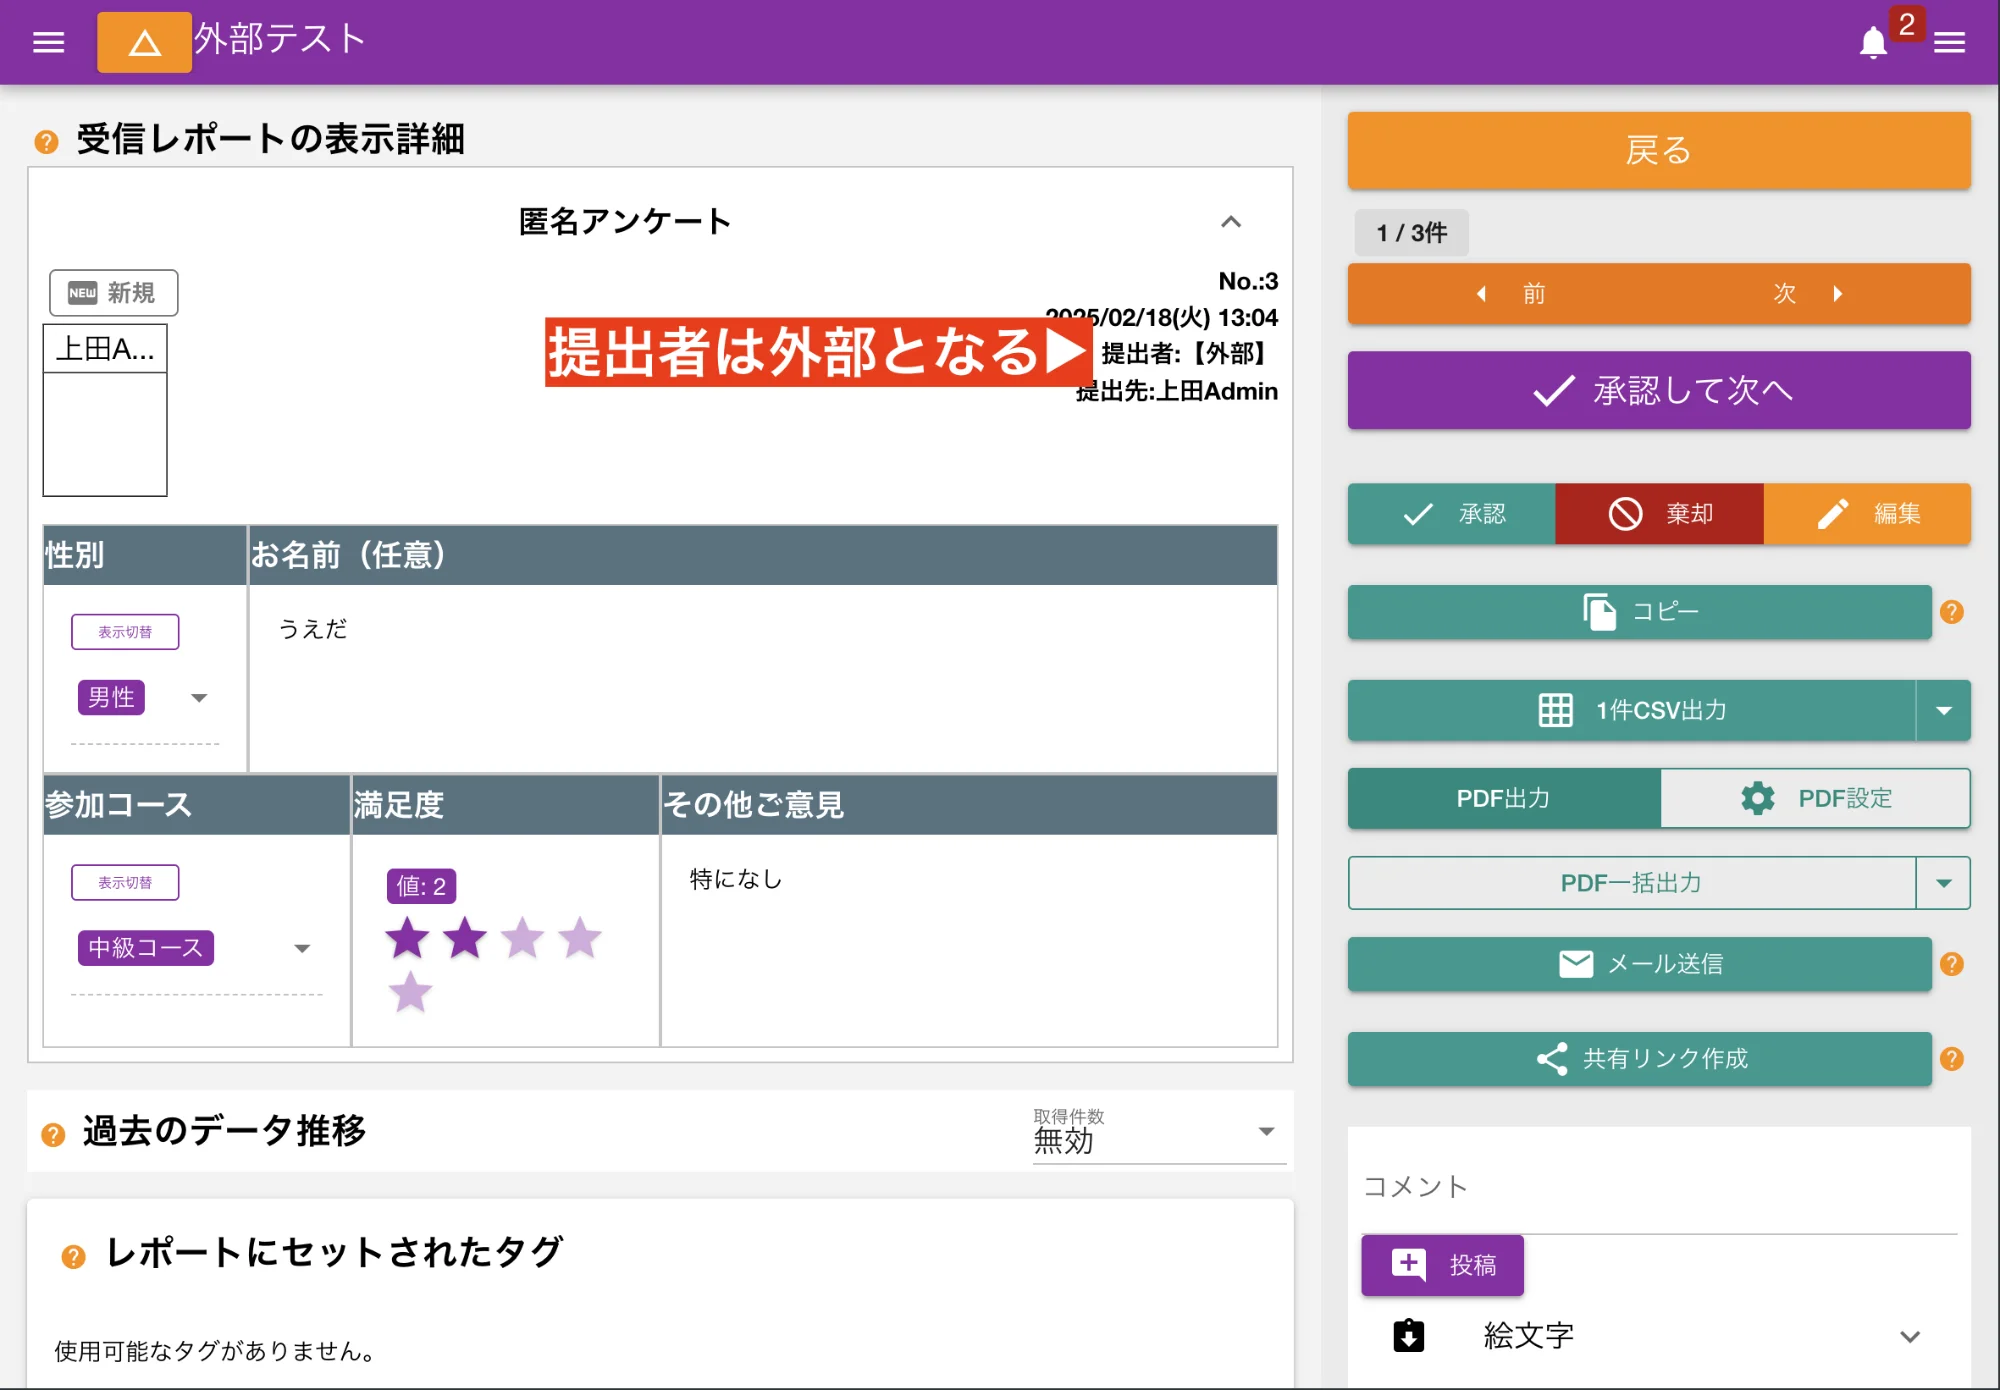 外部テスト
2
受信レポートの表示詳細
匿名アンケート
NEW 新規
上田A...
No.:3
2025/02/18(火) 13:04
提出者は外部となる▶
提出者:【外部】
提出先:上田Admin
性別
お名前（任意）
表示切替
男性
うえだ
参加コース
満足度
その他ご意見
表示切替
中級コース
値: 2
特になし
過去のデータ推移
取得件数
無効
レポートにセットされたタグ
使用可能なタグがありません。
戻る
1 / 3件
前
次
承認して次へ
承認
棄却
編集
コピー
1件CSV出力
PDF出力
PDF設定
PDF一括出力
メール送信
共有リンク作成
コメント
投稿
絵文字